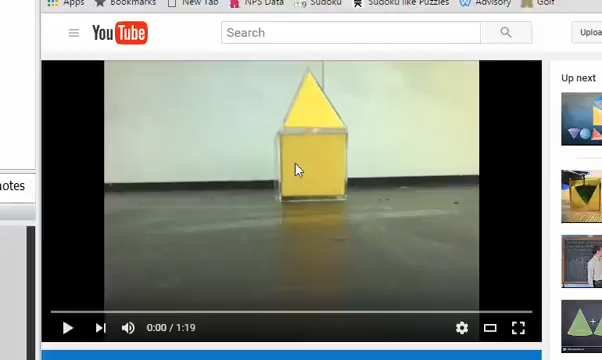 Apps Bookmarks New Tab NPS Data Sudoku Sudoku like Puzzles Advisory Golf
YouTube Search Uploa
Up next
otes
0:00 / 1:19